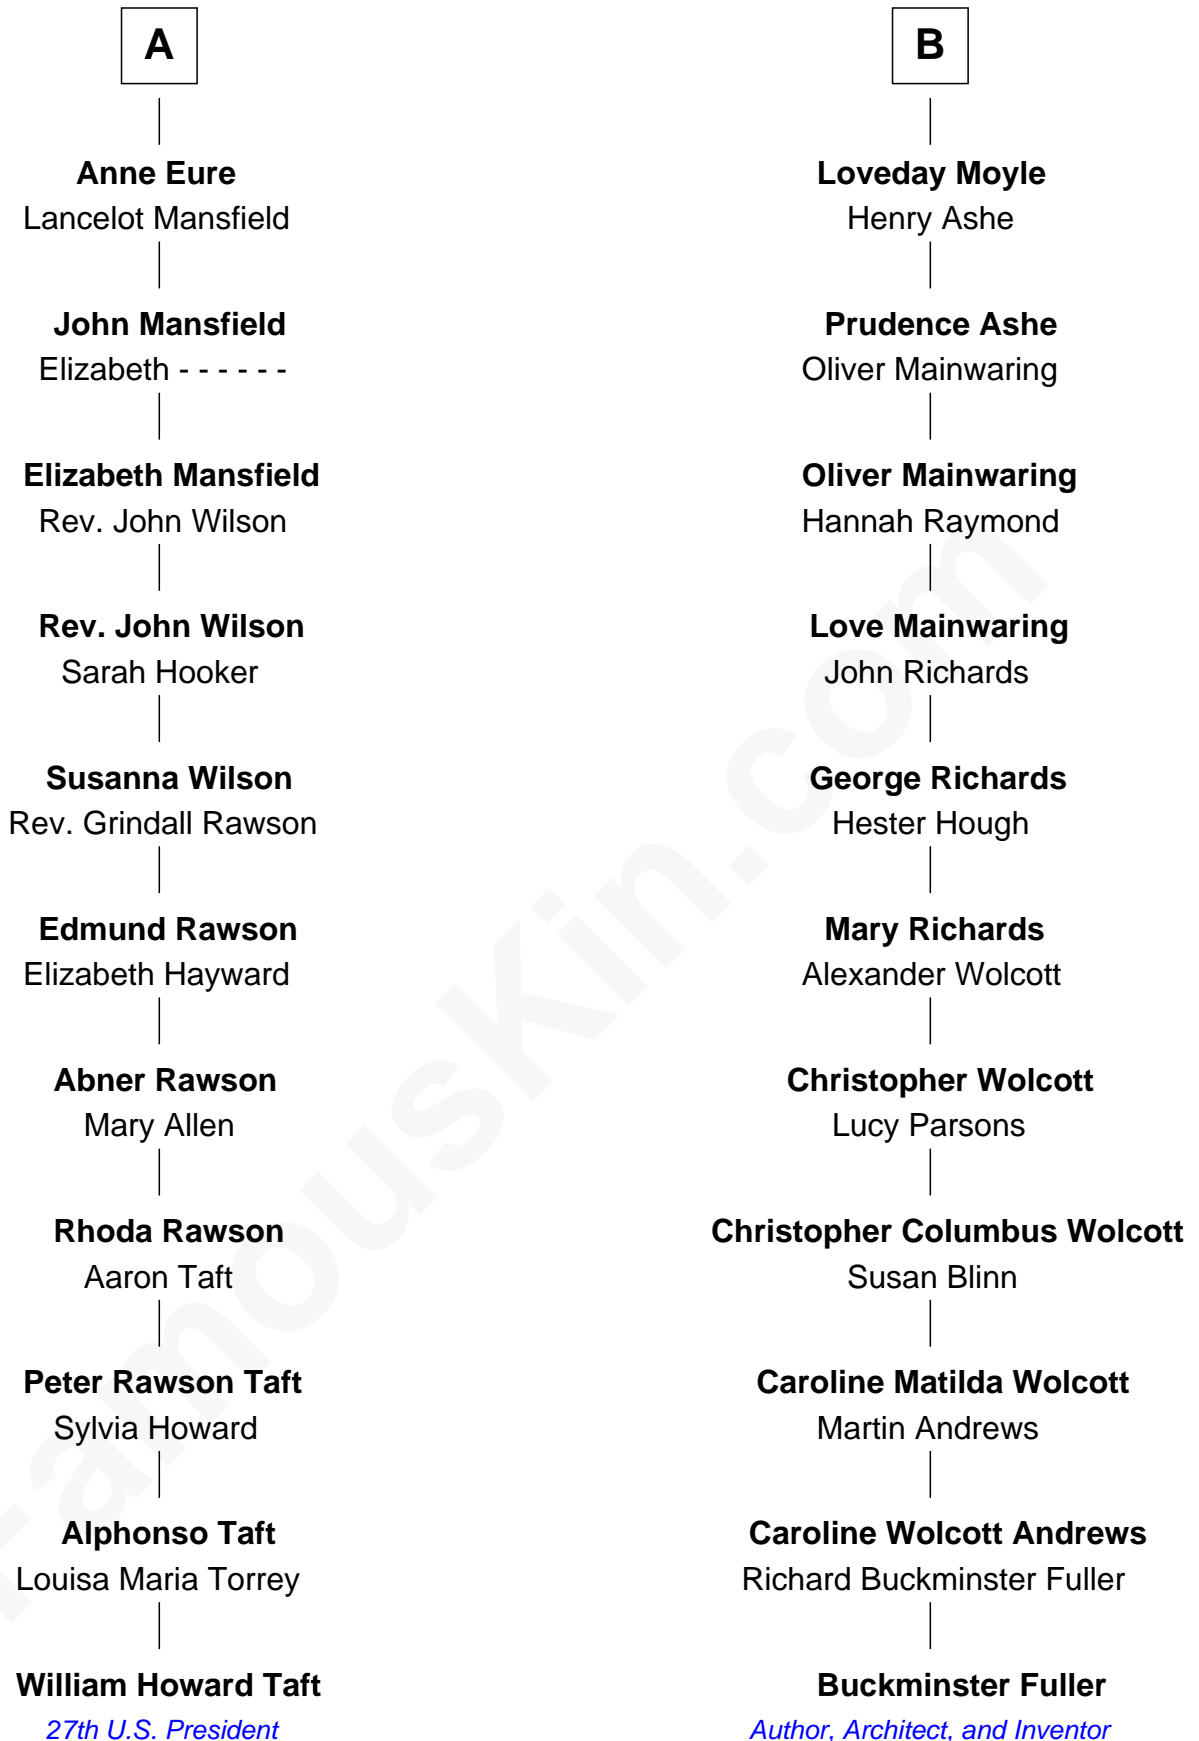 A
Anne Eure
Lancelot Mansfield
John Mansfield
Elizabeth - - - - - -
Elizabeth Mansfield
Rev. John Wilson
Rev. John Wilson
Sarah Hooker
Susanna Wilson
Rev. Grindall Rawson
Edmund Rawson
Elizabeth Hayward
Abner Rawson
Mary Allen
Rhoda Rawson
Aaron Taft
Peter Rawson Taft
Sylvia Howard
Alphonso Taft
Louisa Maria Torrey
William Howard Taft
27th U.S. President
B
Loveday Moyle
Henry Ashe
Prudence Ashe
Oliver Mainwaring
Oliver Mainwaring
Hannah Raymond
Love Mainwaring
John Richards
George Richards
Hester Hough
Mary Richards
Alexander Wolcott
Christopher Wolcott
Lucy Parsons
Christopher Columbus Wolcott
Susan Blinn
Caroline Matilda Wolcott
Martin Andrews
Caroline Wolcott Andrews
Richard Buckminster Fuller
Buckminster Fuller
Author, Architect, and Inventor
FamousKin.com